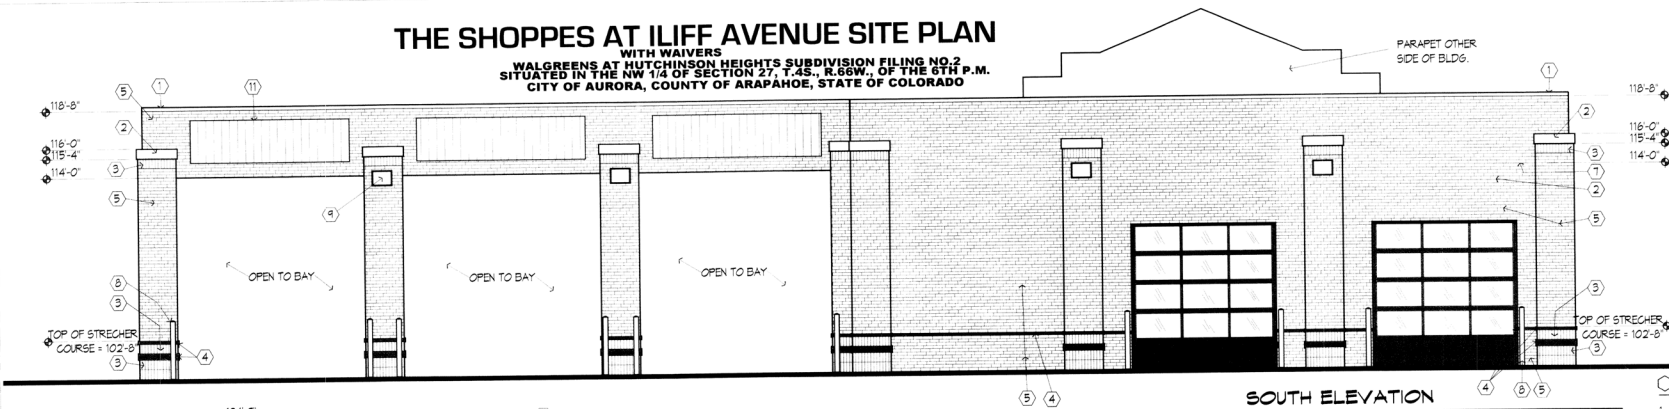 THE SHOPPES AT ILIFF AVENUE SITE PLAN
WITH WAIVERS
WALGREENS AT HUTCHINSON HEIGHTS SUBDIVISION FILING NO.2
SITUATED IN THE NW 1/4 OF SECTION 27, T.4S., R.66W., OF THE 6TH P.M.
CITY OF AURORA, COUNTY OF ARAPAHOE, STATE OF COLORADO
PARAPET OTHER
SIDE OF BLDG.
5
1
11
1
118'-8"
118'-8"
2
2
116'-0"
116'-0"
115'-4"
115'-4"
3
3
114'-0"
114'-0"
7
5
2
9
5
OPEN TO BAY
OPEN TO BAY
OPEN TO BAY
8
3
3
TOP OF STRECHER
COURSE = 102'-8"
TOP OF STRECHER
COURSE = 102'-8"
3
4
3
5
4
4
8
5
SOUTH ELEVATION